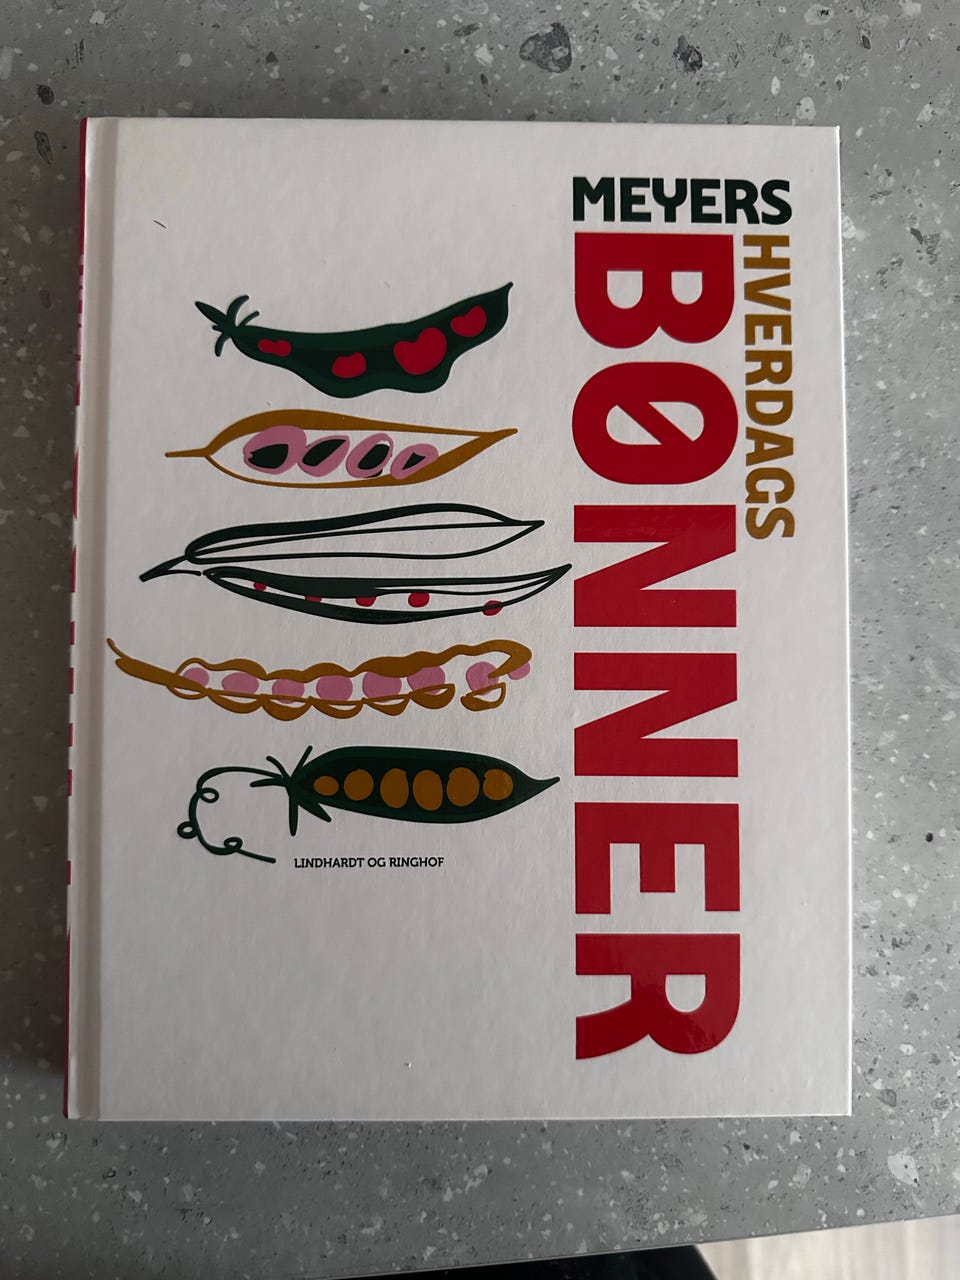 MEYERS
HVERDAGS
BØNNER
LINDHARDT OG RINGHOF